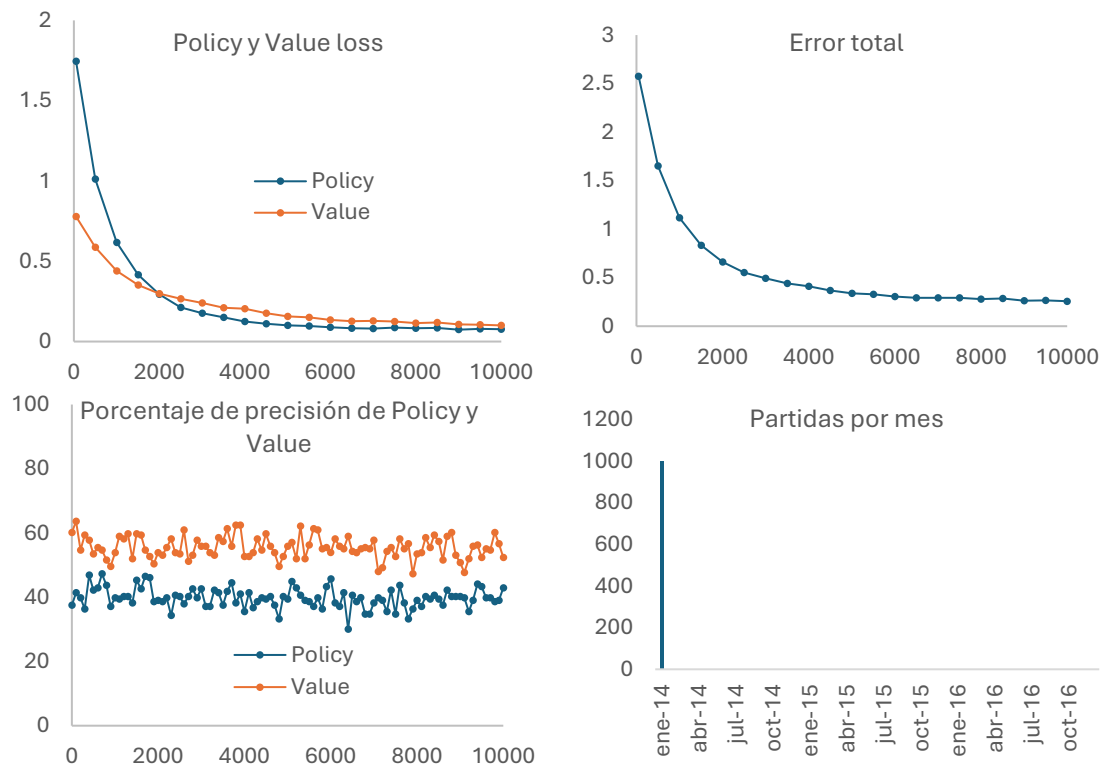 Policy y Value loss
2
1.5
1
0.5
0
Policy
Value
0 2000 4000 6000 8000 10000
Error total
3
2.5
2
1.5
1
0.5
0
0 2000 4000 6000 8000 10000
Porcentaje de precisión de Policy y
Value
100
80
60
40
20
0
Policy
Value
0 2000 4000 6000 8000 10000
Partidas por mes
1200
1000
800
600
400
200
0
ene-14
abr-14
jul-14
oct-14
ene-15
abr-15
jul-15
oct-15
ene-16
abr-16
jul-16
oct-16